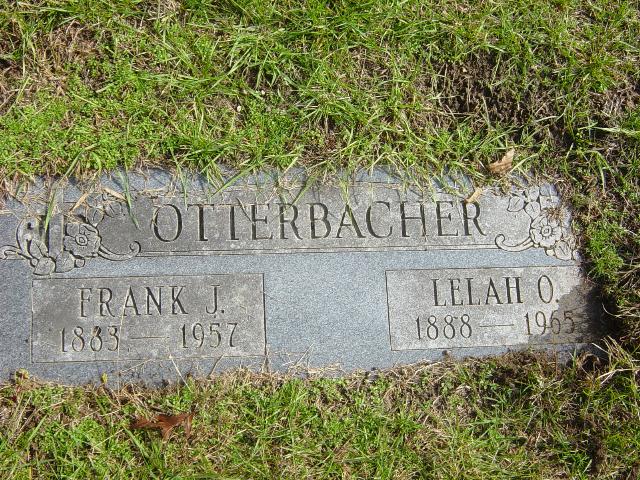 OTTERBACHER
FRANK J.
1883 — 1957
LELAH O.
1888 — 1965